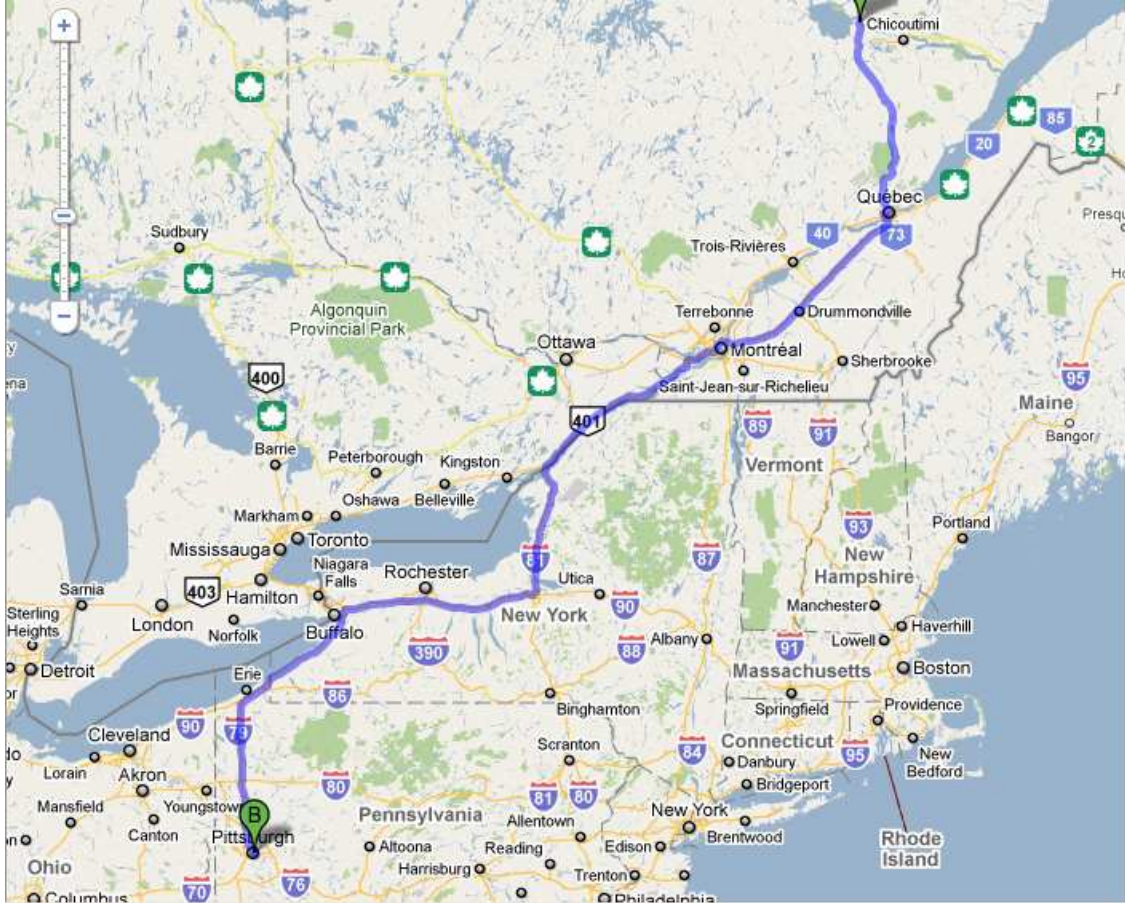 +
Chicoutimi
85
20
2
Québec
Presq
40
73
Sudbury
Trois-Rivières
Algonquin
Provincial Park
Terrebonne
Drummondville
Ottawa
Montréal
Sherbrooke
400
Saint-Jean-sur-Richelieu
95
401
Maine
89
91
Bangor
Barrie
Peterborough
Kingston
Vermont
Oshawa
Belleville
Markham
93
Portland
Toronto
Mississauga
81
87
New
Hampshire
Niagara
Falls
Rochester
Utica
Sarnia
403
Hamilton
New York
90
Manchester
Sterling
Heights
London
Norfolk
Buffalo
Haverhill
Albany
Lowell
390
88
91
Detroit
Massachusetts
Boston
Erie
86
Springfield
Providence
Binghamton
90
79
Cleveland
Connecticut
Scranton
84
95
New
Bedford
Lorain
Akron
Danbury
80
Bridgeport
Mansfield
Youngstown
B
81
80
New York
Canton
Pittsburgh
Pennsylvania
Allentown
Brentwood
Altoona
Reading
Edison
Rhode
Island
Ohio
Harrisburg
70
76
Trenton
Columbus
Philadelphia